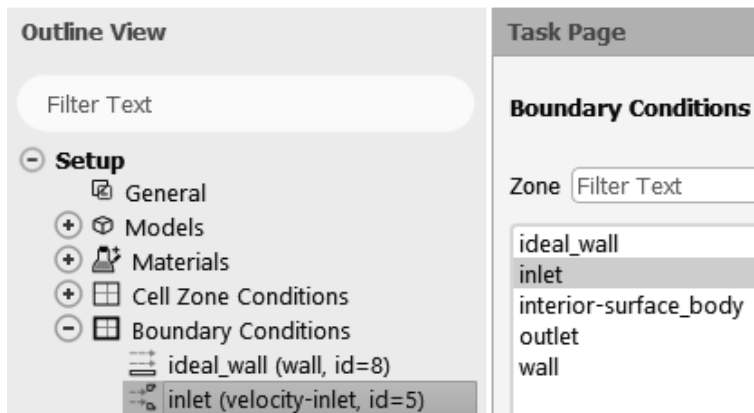 Outline View
Filter Text
Setup
General
Models
Materials
Cell Zone Conditions
Boundary Conditions
ideal_wall (wall, id=8)
inlet (velocity-inlet, id=5)
Task Page
Boundary Conditions
Zone Filter Text
ideal_wall
inlet
interior-surface_body
outlet
wall